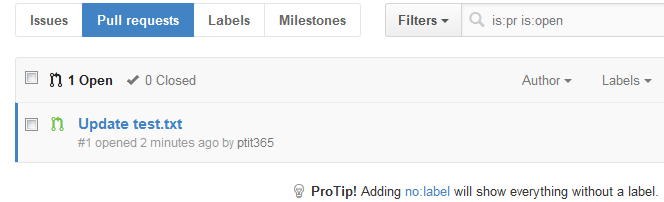 Issues Pull requests Labels Milestones Filters is:pr is:open
1 Open 0 Closed Author Labels
Update test.txt
#1 opened 2 minutes ago by ptit365
ProTip! Adding no:label will show everything without a label.